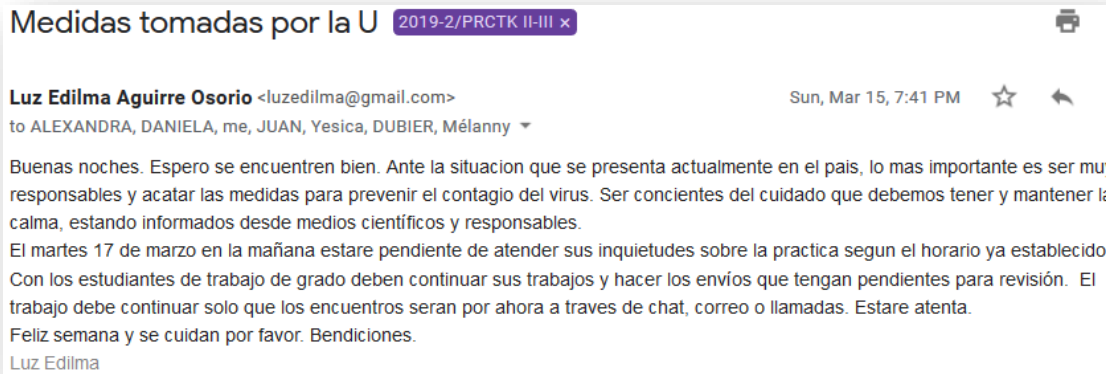 Medidas tomadas por la U 2019-2/PRCTK II-III ×
Luz Edilma Aguirre Osorio <luzedilma@gmail.com> Sun, Mar 15, 7:41 PM
to ALEXANDRA, DANIELA, me, JUAN, Yesica, DUBIER, Mélanny
Buenas noches. Espero se encuentren bien. Ante la situacion que se presenta actualmente en el pais, lo mas importante es ser
responsables y acatar las medidas para prevenir el contagio del virus. Ser concientes del cuidado que debemos tener y mantener
calma, estando informados desde medios científicos y responsables.
El martes 17 de marzo en la mañana estare pendiente de atender sus inquietudes sobre la practica segun el horario ya establecido
Con los estudiantes de trabajo de grado deben continuar sus trabajos y hacer los envíos que tengan pendientes para revisión. El
trabajo debe continuar solo que los encuentros seran por ahora a traves de chat, correo o llamadas. Estare atenta.
Feliz semana y se cuidan por favor. Bendiciones.
Luz Edilma